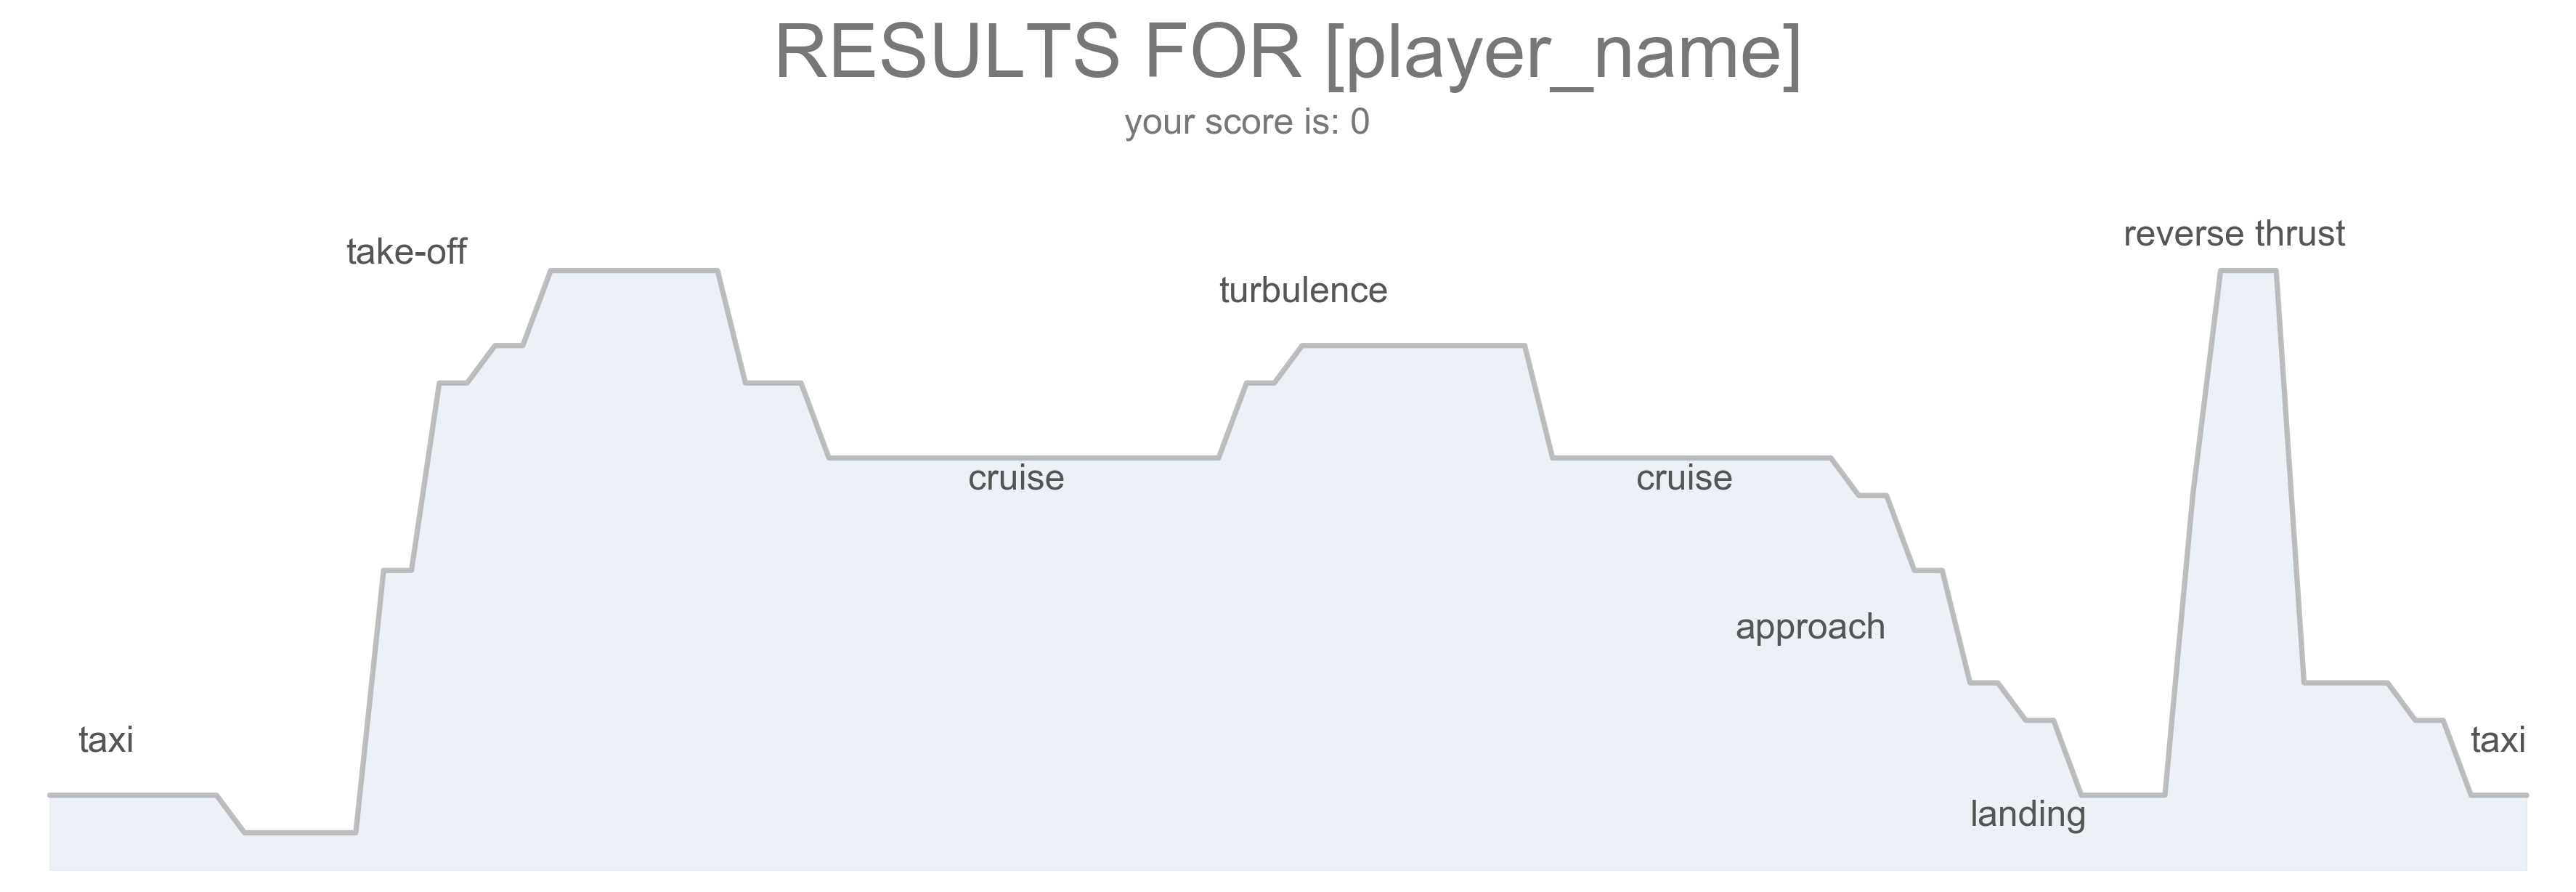 RESULTS FOR [player_name]
your score is: 0
reverse thrust
take-off
turbulence
cruise
cruise
approach
taxi
taxi
landing